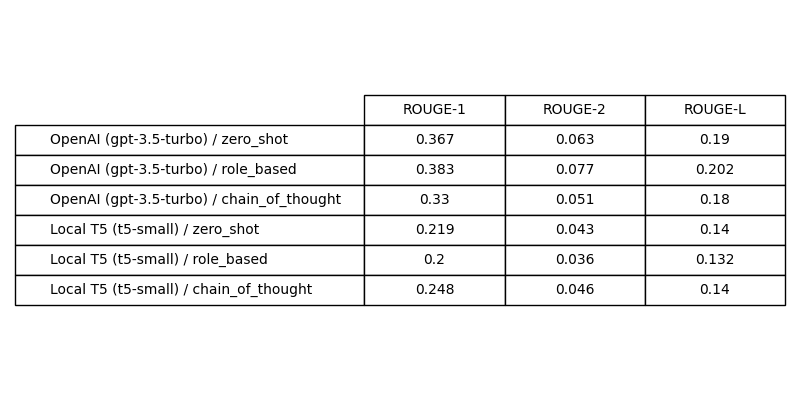 ROUGE-1 ROUGE-2 ROUGE-L
OpenAI (gpt-3.5-turbo) / zero_shot 0.367 0.063 0.19
OpenAI (gpt-3.5-turbo) / role_based 0.383 0.077 0.202
OpenAI (gpt-3.5-turbo) / chain_of_thought 0.33 0.051 0.18
Local T5 (t5-small) / zero_shot 0.219 0.043 0.14
Local T5 (t5-small) / role_based 0.2 0.036 0.132
Local T5 (t5-small) / chain_of_thought 0.248 0.046 0.14